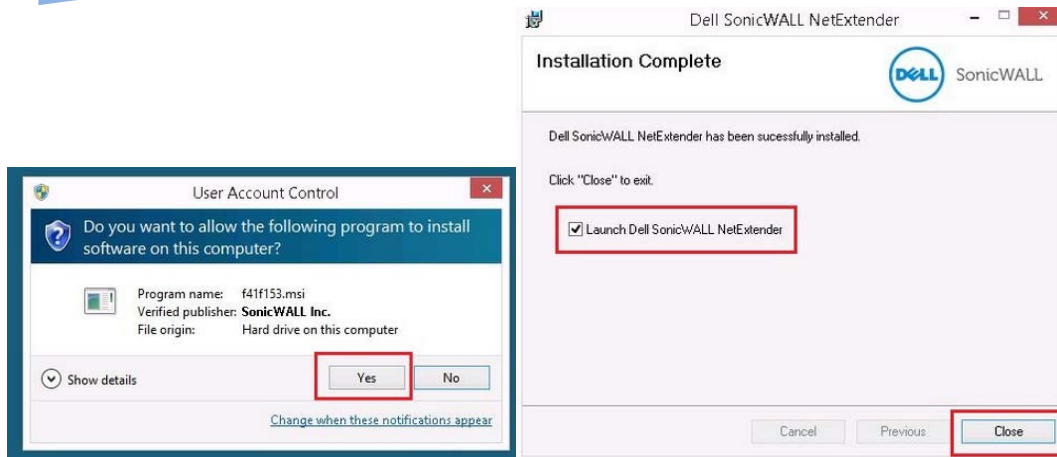 User Account Control
Do you want to allow the following program to install
software on this computer?
Program name: f41f153.msi
Verified publisher: SonicWALL Inc.
File origin: Hard drive on this computer
Show details
Yes
No
Change when these notifications appear
Dell SonicWALL NetExtender
Installation Complete
DELL SonicWALL
Dell SonicWALL NetExtender has been sucessfully installed.
Click "Close" to exit.
Launch Dell SonicWALL NetExtender
Cancel
Previous
Close